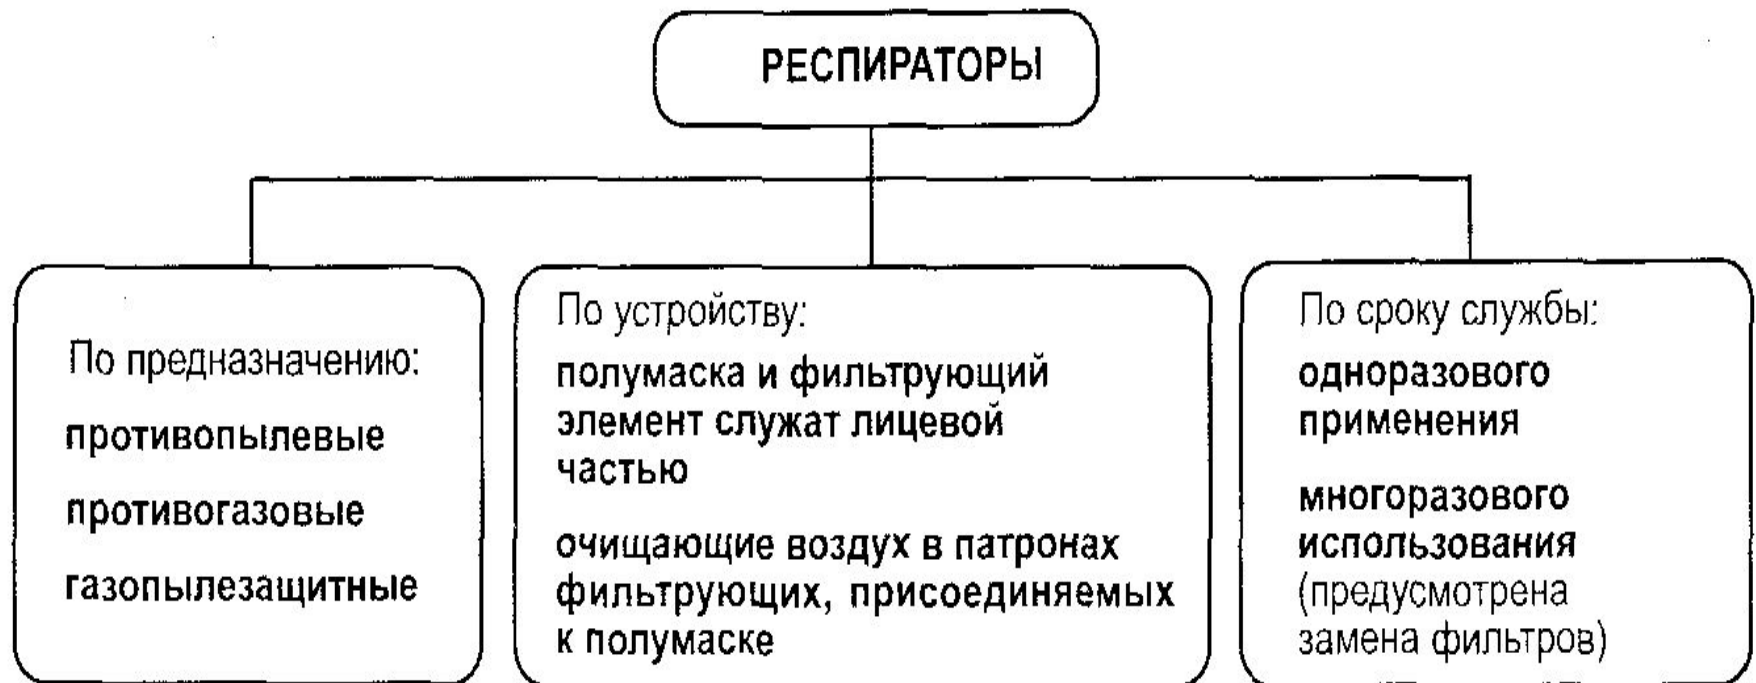 РЕСПИРАТОРЫ
По предназначению:
противопылевые
противогазовые
газопылезащитные
По устройству:
полумаска и фильтрующий
элемент служат лицевой
частью
очищающие воздух в патронах
фильтрующих, присоединяемых
к полумаске
По сроку службы:
одноразового
применения
многоразового
использования
(предусмотрена
замена фильтров)